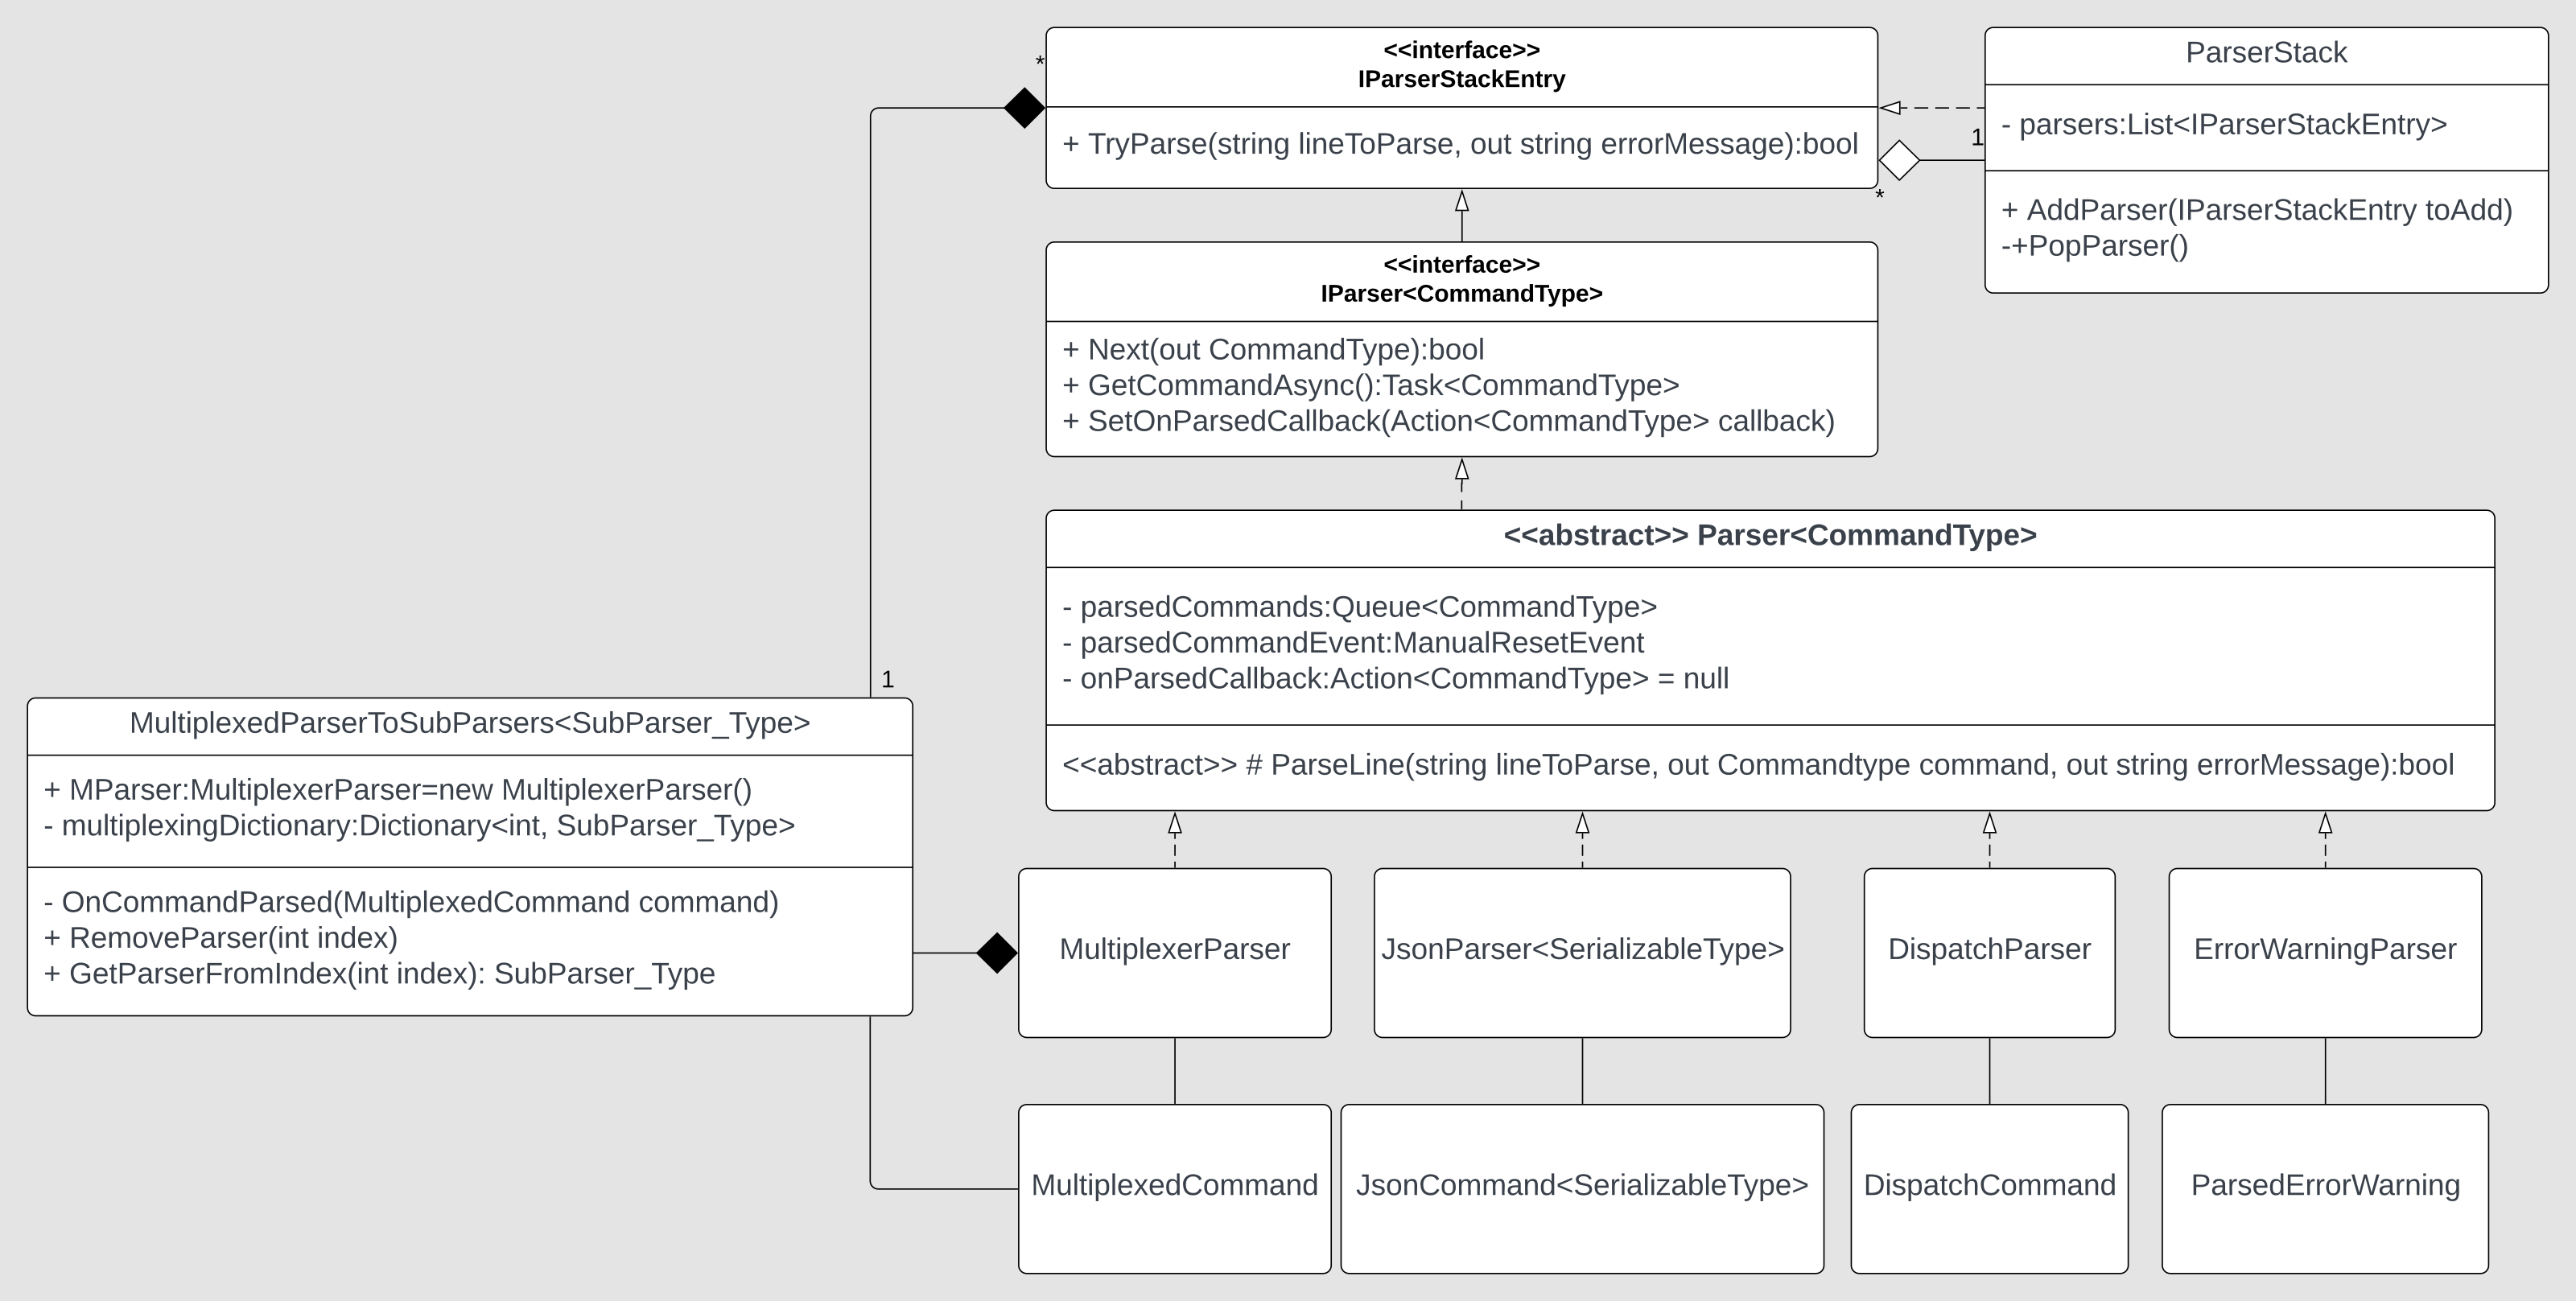 *
<<interface>>
IParserStackEntry
+ TryParse(string lineToParse, out string errorMessage):bool
1
*
ParserStack
- parsers:List<IParserStackEntry>
+ AddParser(IParserStackEntry toAdd)
-+PopParser()
<<interface>>
IParser<CommandType>
+ Next(out CommandType):bool
+ GetCommandAsync():Task<CommandType>
+ SetOnParsedCallback(Action<CommandType> callback)
<<abstract>> Parser<CommandType>
- parsedCommands:Queue<CommandType>
- parsedCommandEvent:ManualResetEvent
- onParsedCallback:Action<CommandType> = null
<<abstract>> # ParseLine(string lineToParse, out Commandtype command, out string errorMessage):bool
1
MultiplexedParserToSubParsers<SubParser_Type>
+ MParser:MultiplexerParser=new MultiplexerParser()
- multiplexingDictionary:Dictionary<int, SubParser_Type>
- OnCommandParsed(MultiplexedCommand command)
+ RemoveParser(int index)
+ GetParserFromIndex(int index): SubParser_Type
MultiplexerParser
JsonParser<SerializableType>
DispatchParser
ErrorWarningParser
MultiplexedCommand
JsonCommand<SerializableType>
DispatchCommand
ParsedErrorWarning